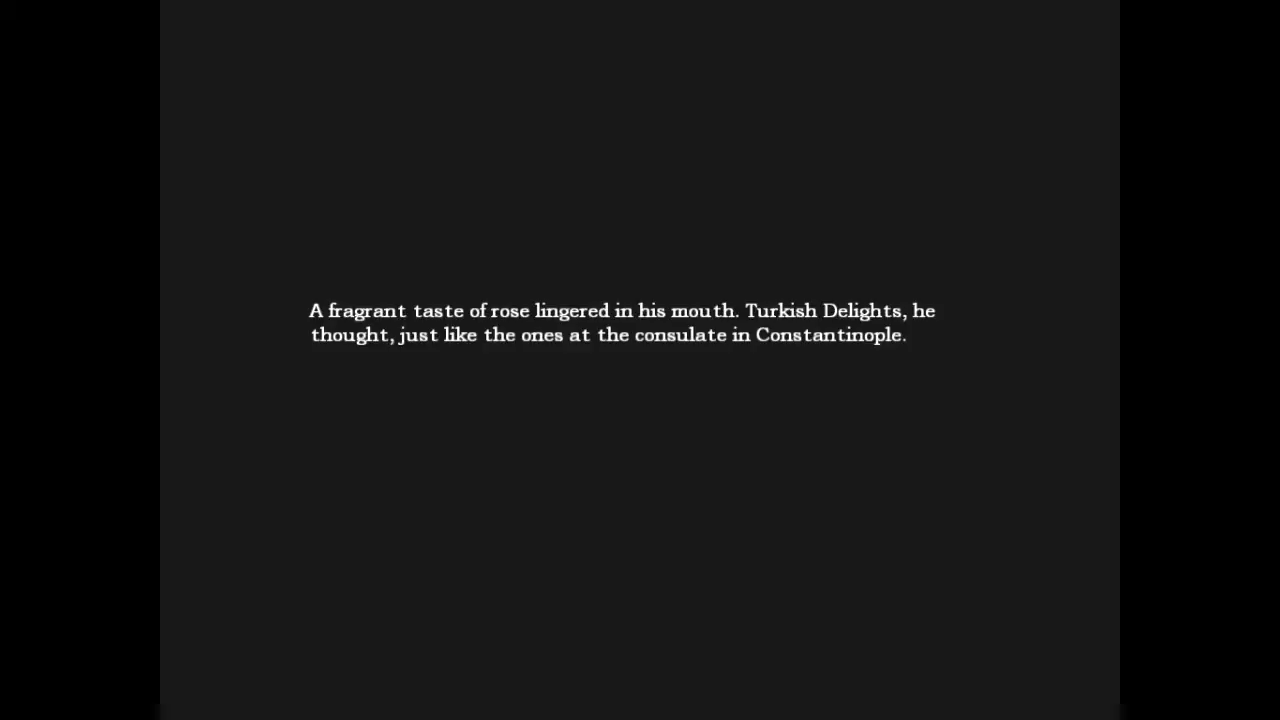 A fragrant taste of rose lingered in his mouth. Turkish Delights, he
thought, just like the ones at the consulate in Constantinople.